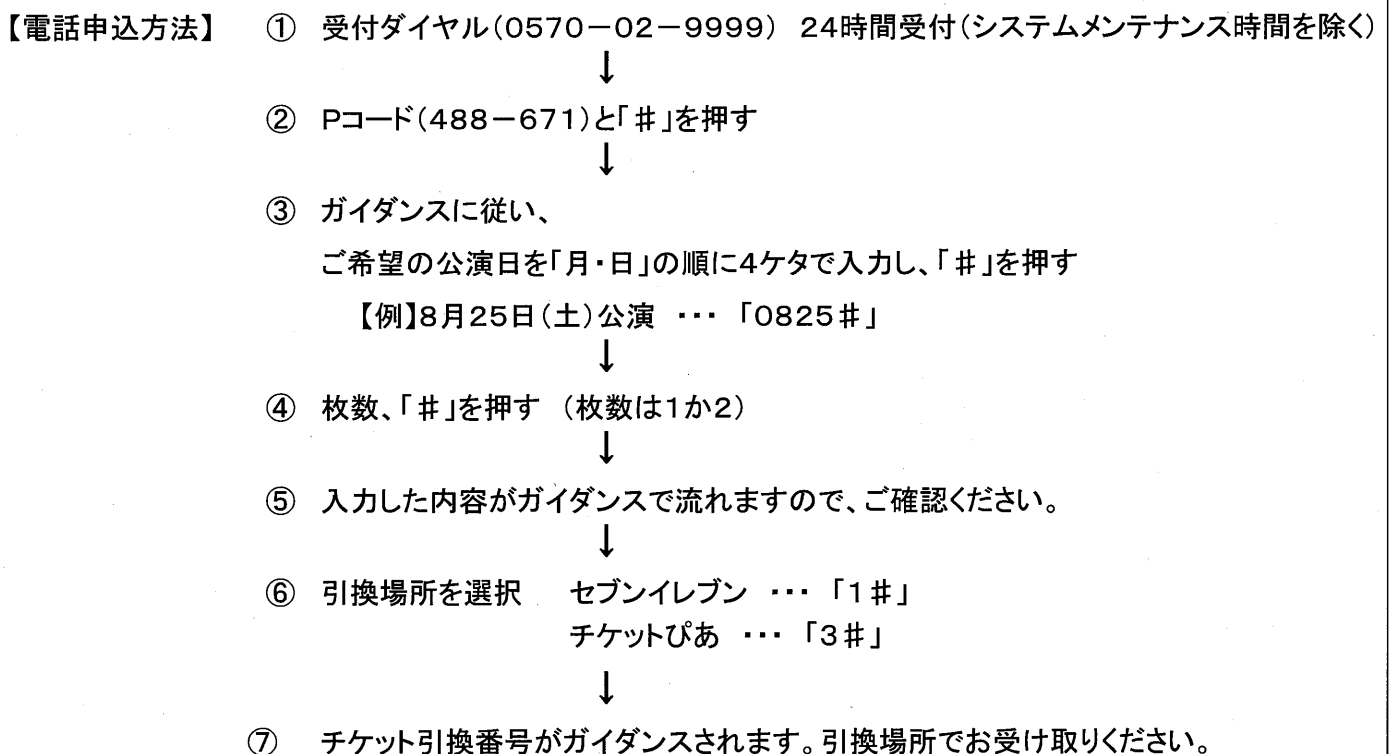 【電話申込方法】 ① 受付ダイヤル(0570-02-9999) 24時間受付(システムメンテナンス時間を除く)
↓
② Pコード(488-671)と「#」を押す
↓
③ ガイダンスに従い、
ご希望の公演日を「月・日」の順に4ケタで入力し、「#」を押す
【例】8月25日(土)公演 ・・・ 「0825#」
↓
④ 枚数、「#」を押す (枚数は1か2)
↓
⑤ 入力した内容がガイダンスで流れますので、ご確認ください。
↓
⑥ 引換場所を選択 セブンイレブン ・・・ 「1#」
チケットぴあ ・・・ 「3#」
↓
⑦ チケット引換番号がガイダンスされます。引換場所でお受け取りください。